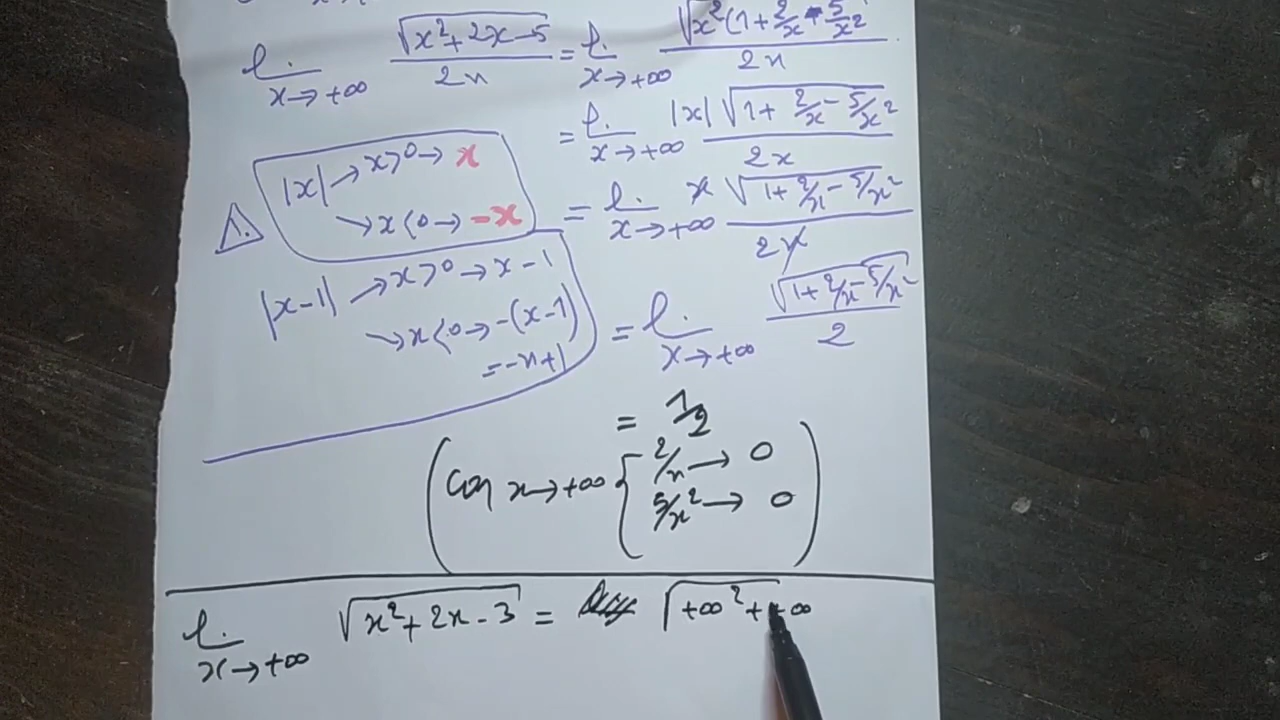 lim x→+∞ √(x²+2x-5) / 2x = lim x→+∞ √(x²(1+2/x-5/x²) / 2x
= lim x→+∞ |x|√(1+2/x-5/x²) / 2x
|x| → x>0 → x
→ x<0 → -x
= lim x→+∞ x√(1+2/x-5/x²) / 2x
|x-1| → x>0 → x-1
→ x<0 → -(x-1)
= -x+1
= lim x→+∞ √(1+2/x-5/x²) / 2
= 1/2
(Con x→+∞ { 2/x → 0
5/x² → 0 )
lim x→+∞ √(x²+2x-3) = √(+∞²++∞